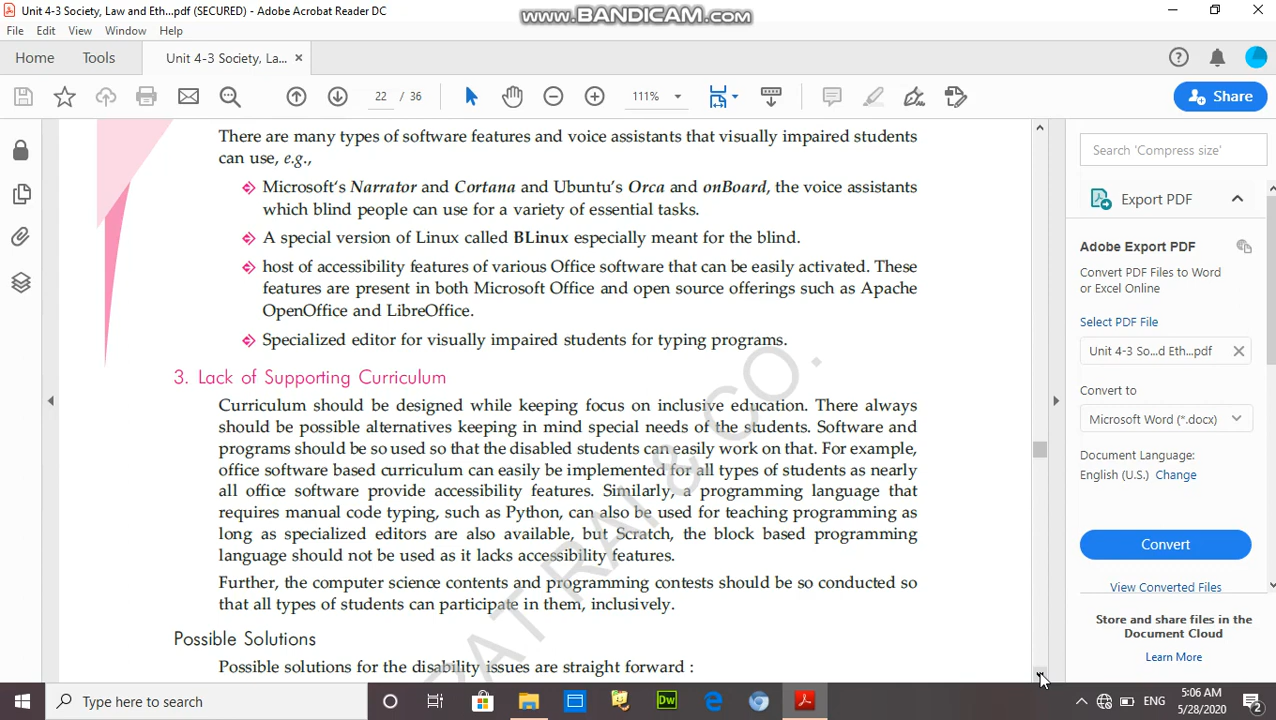 Unit 4-3 Society, Law and Eth...pdf (SECURED) - Adobe Acrobat Reader DC
www.BANDICAM.com
File Edit View Window Help
Home Tools Unit 4-3 Society, La... ×
22 / 36
111%
Share
There are many types of software features and voice assistants that visually impaired students
can use, e.g.,
Microsoft's Narrator and Cortana and Ubuntu's Orca and onBoard, the voice assistants
which blind people can use for a variety of essential tasks.
A special version of Linux called BLinux especially meant for the blind.
host of accessibility features of various Office software that can be easily activated. These
features are present in both Microsoft Office and open source offerings such as Apache
OpenOffice and LibreOffice.
Specialized editor for visually impaired students for typing programs.
3. Lack of Supporting Curriculum
Curriculum should be designed while keeping focus on inclusive education. There always
should be possible alternatives keeping in mind special needs of the students. Software and
programs should be so used so that the disabled students can easily work on that. For example,
office software based curriculum can easily be implemented for all types of students as nearly
all office software provide accessibility features. Similarly, a programming language that
requires manual code typing, such as Python, can also be used for teaching programming as
long as specialized editors are also available, but Scratch, the block based programming
language should not be used as it lacks accessibility features.
Further, the computer science contents and programming contests should be so conducted so
that all types of students can participate in them, inclusively.
Possible Solutions
Possible solutions for the disability issues are straight forward :
PAT RAI & CO.
Search 'Compress size'
Export PDF
Adobe Export PDF
Convert PDF Files to Word
or Excel Online
Select PDF File
Unit 4-3 So...d Eth...pdf
Convert to
Microsoft Word (*.docx)
Document Language:
English (U.S.) Change
Convert
View Converted Files
Store and share files in the
Document Cloud
Learn More
Type here to search
Dw
ENG
5:06 AM
5/28/2020
2